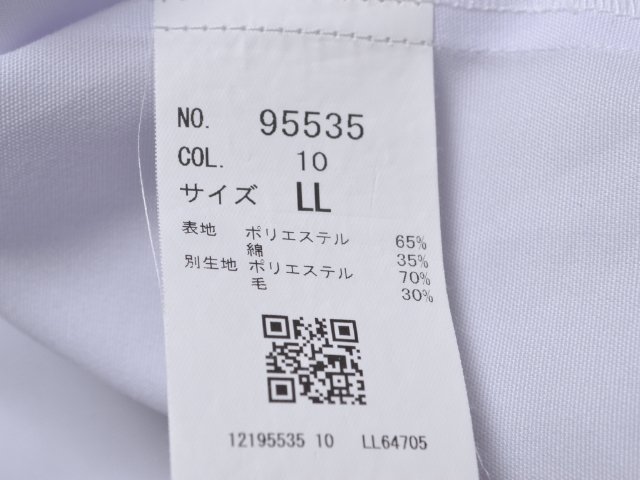 NO. 95535
COL. 10
サイズ LL
表地 ポリエステル 65%
綿 35%
別生地 ポリエステル 70%
毛 30%
12195535 10 LL64705